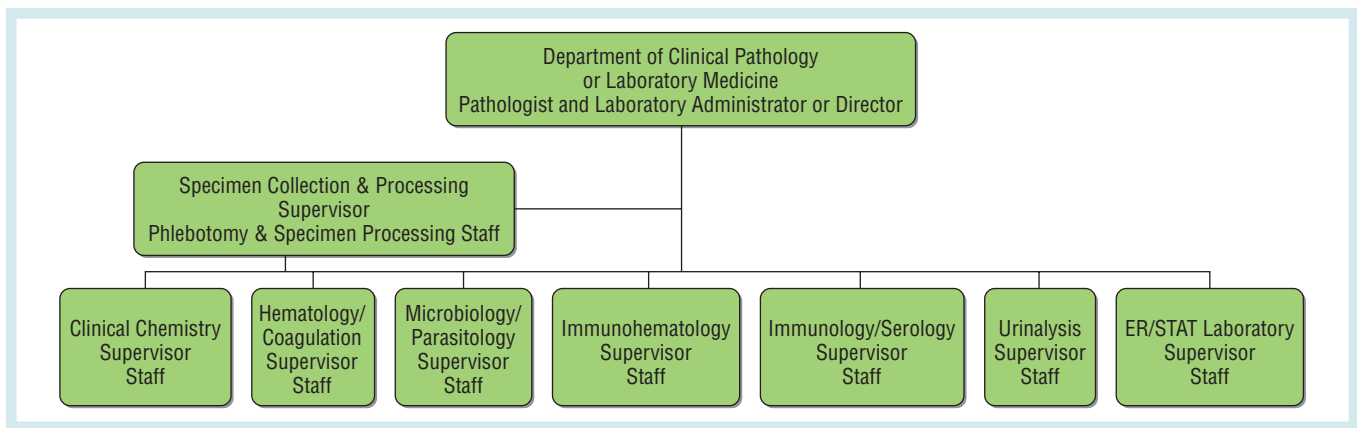 Department of Clinical Pathology
or Laboratory Medicine
Pathologist and Laboratory Administrator or Director
Specimen Collection & Processing
Supervisor
Phlebotomy & Specimen Processing Staff
Clinical Chemistry
Supervisor
Staff
Hematology/
Coagulation
Supervisor
Staff
Microbiology/
Parasitology
Supervisor
Staff
Immunohematology
Supervisor
Staff
Immunology/Serology
Supervisor
Staff
Urinalysis
Supervisor
Staff
ER/STAT Laboratory
Supervisor
Staff